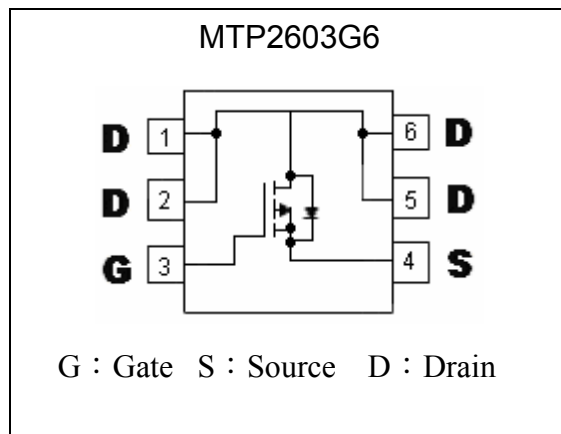 MTP2603G6
D 1 6 D
D 2 5 D
G 3 4 S
G：Gate S：Source D：Drain